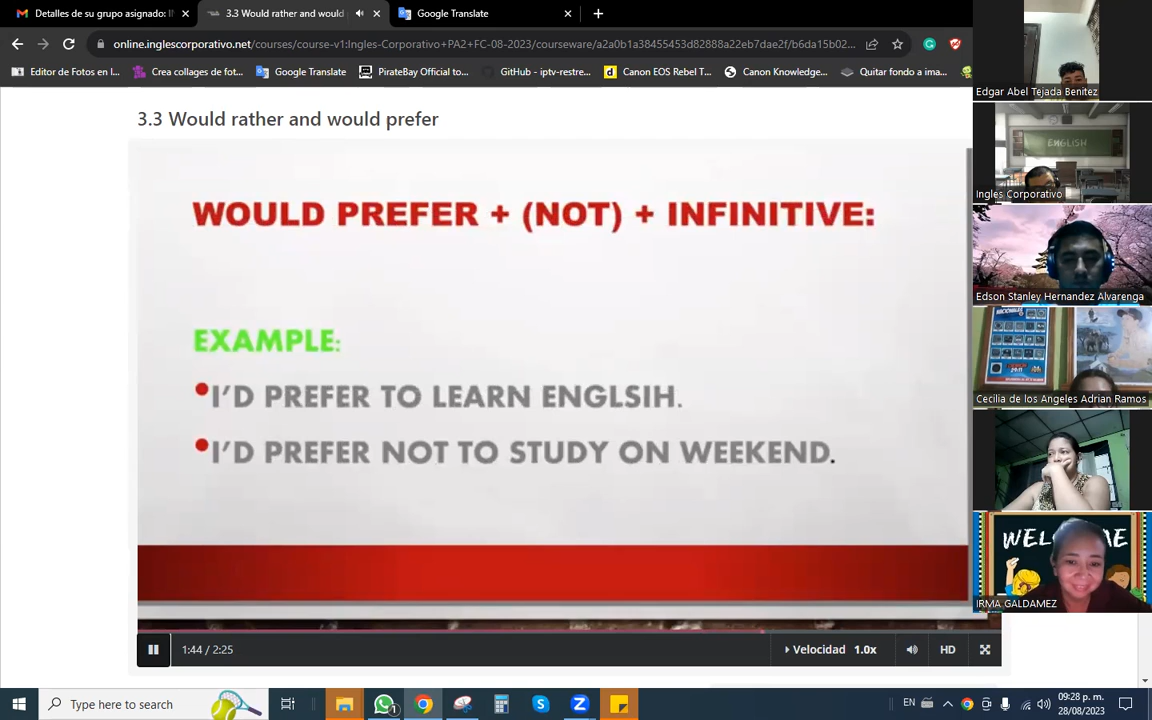 Detalles de su grupo asignado: I
3.3 Would rather and would
Google Translate
online.inglescorporativo.net/courses/course-v1:Ingles-Corporativo+PA2+FC-08-2023/courseware/a2a0b1a38455453d82888a22eb7dae2f/b6da15b02...
Editor de Fotos en l...
Crea collages de fot...
Google Translate
PirateBay Official to...
GitHub - iptv-restre...
Canon EOS Rebel T...
Canon Knowledge...
Quitar fondo a ima...
3.3 Would rather and would prefer
WOULD PREFER + (NOT) + INFINITIVE:
EXAMPLE:
•I'D PREFER TO LEARN ENGLSIH.
•I'D PREFER NOT TO STUDY ON WEEKEND.
1:44 / 2:25
Velocidad 1.0x
HD
Edgar Abel Tejada Benitez
ENGLISH
Ingles Corporativo
Edson Stanley Hernandez Alvarenga
Cecilia de los Angeles Adrian Ramos
WELCOME
IRMA GALDAMEZ
Type here to search
1
EN
09:28 p. m.
28/08/2023